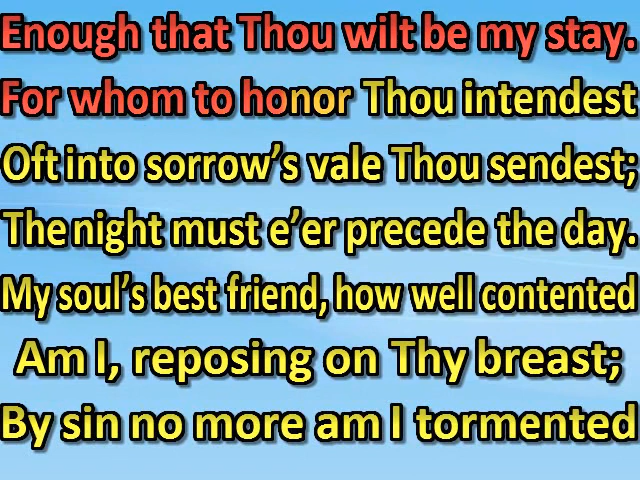 Enough that Thou wilt be my stay.
For whom to honor Thou intendest
Oft into sorrow's vale Thou sendest;
The night must e'er precede the day.
My soul's best friend, how well contented
Am I, reposing on Thy breast;
By sin no more am I tormented